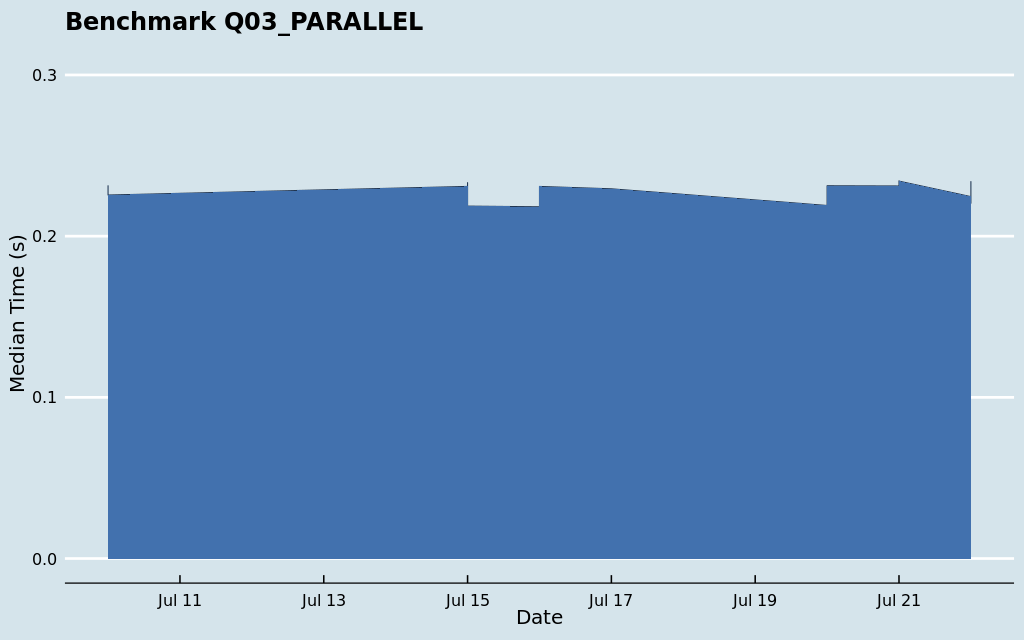 Benchmark Q03_PARALLEL
0.3
0.2
0.1
0.0
Median Time (s)
Jul 11
Jul 13
Jul 15
Jul 17
Jul 19
Jul 21
Date